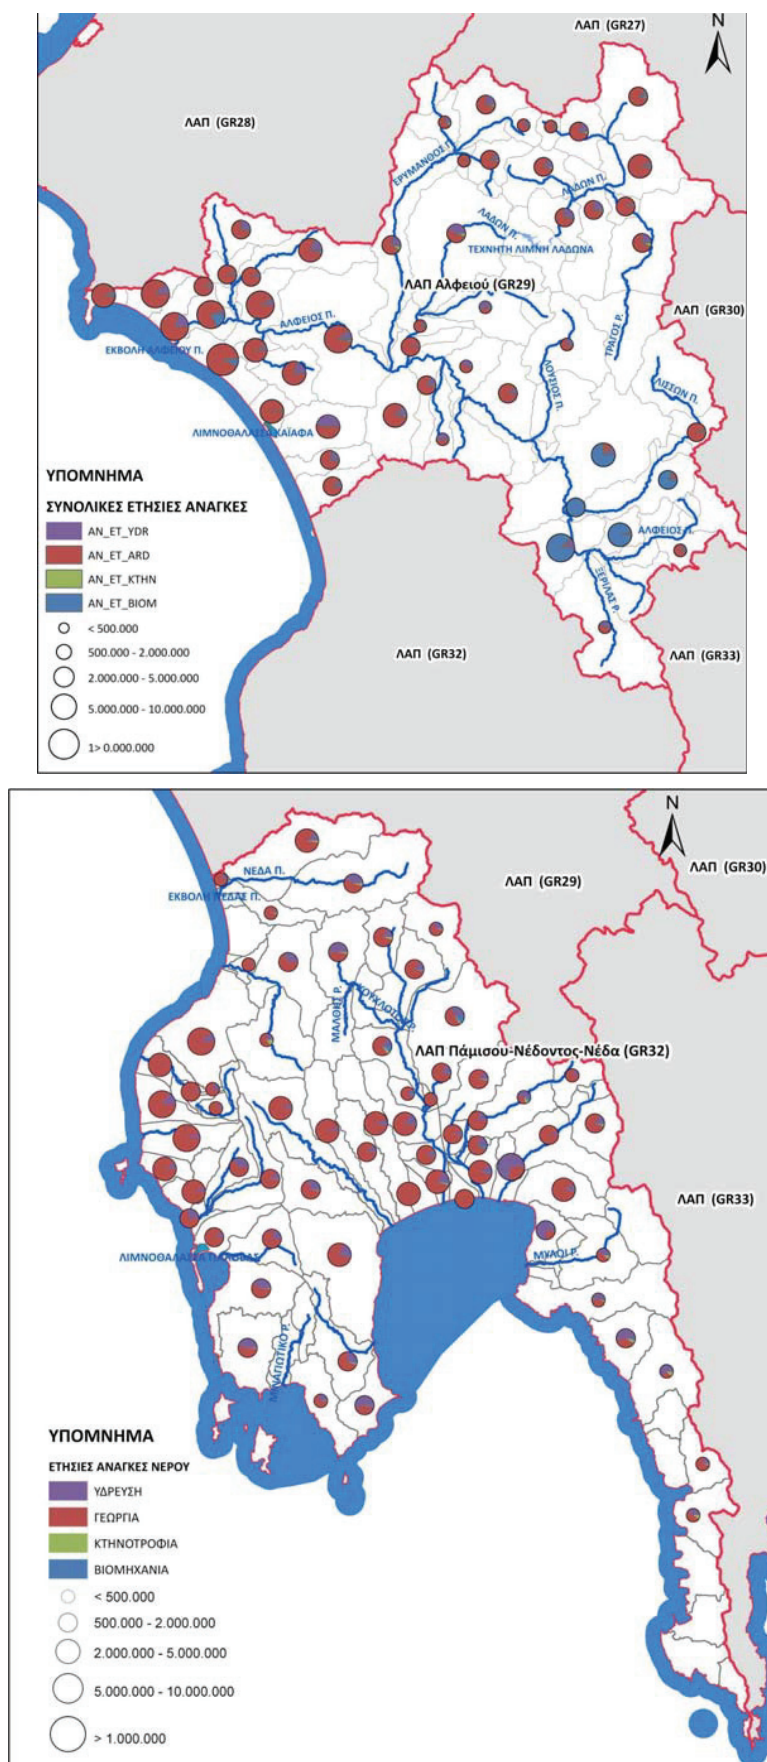 ΛΑΠ (GR27)
N
ΛΑΠ (GR28)
ΕΡΥΜΑΝΘΟΣ Π.
ΛΑΔΩΝ Π.
ΛΑΔΩΝ Π.
ΤΕΧΝΗΤΗ ΛΙΜΝΗ ΛΑΔΩΝΑ
ΛΑΠ Αλφειού (GR29)
ΛΑΠ (GR30)
ΑΛΦΕΙΟΣ Π.
ΤΡΑΓΟΣ Ρ.
ΕΚΒΟΛΗ ΑΛΦΕΙΟΥ Π.
ΛΟΥΣΙΟΣ Π.
ΛΙΣΣΩΝ Π.
ΛΙΜΝΟΘΑΛΑΣΣΑ ΚΑΪΑΦΑ
ΥΠΟΜΝΗΜΑ
ΣΥΝΟΛΙΚΕΣ ΕΤΗΣΙΕΣ ΑΝΑΓΚΕΣ
AN_ET_YDR
ΑΛΦΕΙΟΣ Π.
AN_ET_ARD
AN_ET_KTHN
ΞΕΡΙΛΑΣ Ρ.
AN_ET_BIOM
< 500.000
500.000 - 2.000.000
ΛΑΠ (GR32)
ΛΑΠ (GR33)
2.000.000 - 5.000.000
5.000.000 - 10.000.000
1> 0.000.000
N
ΛΑΠ (GR30)
ΝΕΔΑ Π.
ΛΑΠ (GR29)
ΕΚΒΟΛΗ ΝΕΔΑΣ Π.
ΜΑΛΘΗΣ Ρ.
ΛΑΠ Πάμισου-Νέδοντος-Νέδα (GR32)
ΛΑΠ (GR33)
ΛΙΜΝΟΘΑΛΑΣΣΑ
ΜΥΛΟΙ Ρ.
ΜΙΝΑΓΙΩΤΙΚΟ Ρ.
ΥΠΟΜΝΗΜΑ
ΕΤΗΣΙΕΣ ΑΝΑΓΚΕΣ ΝΕΡΟΥ
ΥΔΡΕΥΣΗ
ΓΕΩΡΓΙΑ
ΚΤΗΝΟΤΡΟΦΙΑ
ΒΙΟΜΗΧΑΝΙΑ
< 500.000
500.000 - 2.000.000
2.000.000 - 5.000.000
5.000.000 - 10.000.000
> 1.000.000